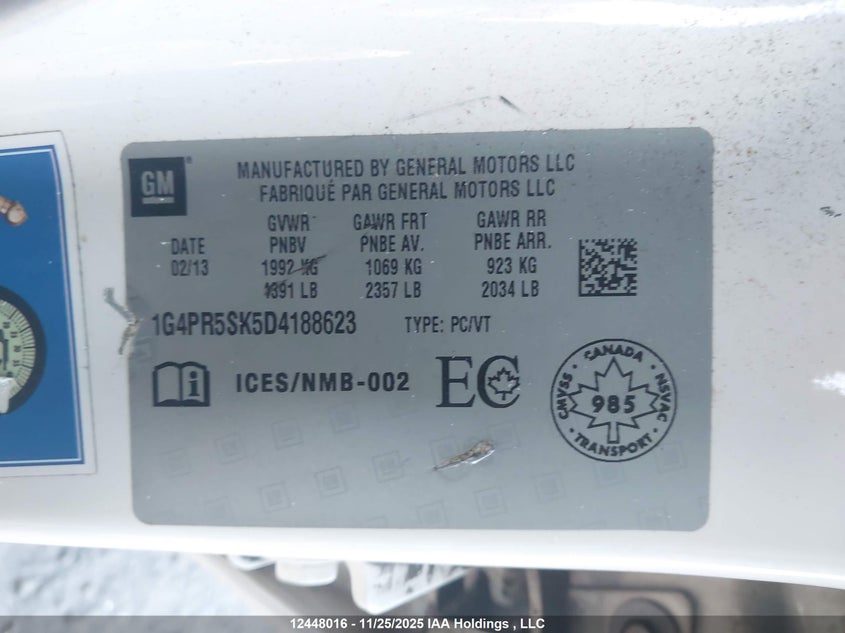 GM
MANUFACTURED BY GENERAL MOTORS LLC
FABRIQUÉ PAR GENERAL MOTORS LLC
DATE
02/13
GVWR
PNBV
1992 KG
4391 LB
GAWR FRT
PNBE AV.
1069 KG
2357 LB
GAWR RR
PNBE ARR.
923 KG
2034 LB
1G4PR5SK5D4188623 TYPE: PC/VT
ICES/NMB-002
EC
CANADA
CMVSS
985
NSVAC
TRANSPORT
12448016 - 11/25/2025 IAA Holdings , LLC